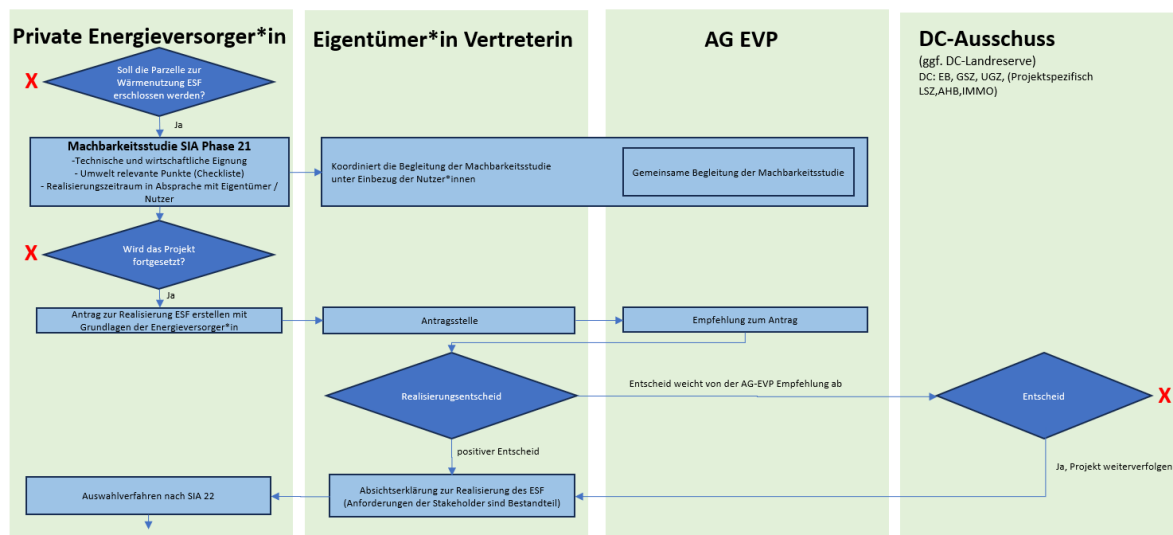 Private Energieversorger*in
Eigentümer*in Vertreterin
AG EVP
DC-Ausschuss
(ggf. DC-Landreserve)
DC: EB, GSZ, UGZ, (Projektspezifisch
LSZ,AHB,IMMO)
X
Soll die Parzelle zur
Wärmenutzung ESF
erschlossen werden?
Ja
Machbarkeitsstudie SIA Phase 21
-Technische und wirtschaftliche Eignung
- Umwelt relevante Punkte (Checkliste)
- Realisierungszeitraum in Absprache mit Eigentümer /
Nutzer
Koordiniert die Begleitung der Machbarkeitsstudie
unter Einbezug der Nutzer*innen
Gemeinsame Begleitung der Machbarkeitsstudie
X
Wird das Projekt
fortgesetzt?
Ja
Antrag zur Realisierung ESF erstellen mit
Grundlagen der Energieversorger*in
Antragsstelle
Empfehlung zum Antrag
Realisierungsentscheid
Entscheid weicht von der AG-EVP Empfehlung ab
Entscheid
X
positiver Entscheid
Ja, Projekt weiterverfolgen
Auswahlverfahren nach SIA 22
Absichtserklärung zur Realisierung des ESF
(Anforderungen der Stakeholder sind Bestandteil)